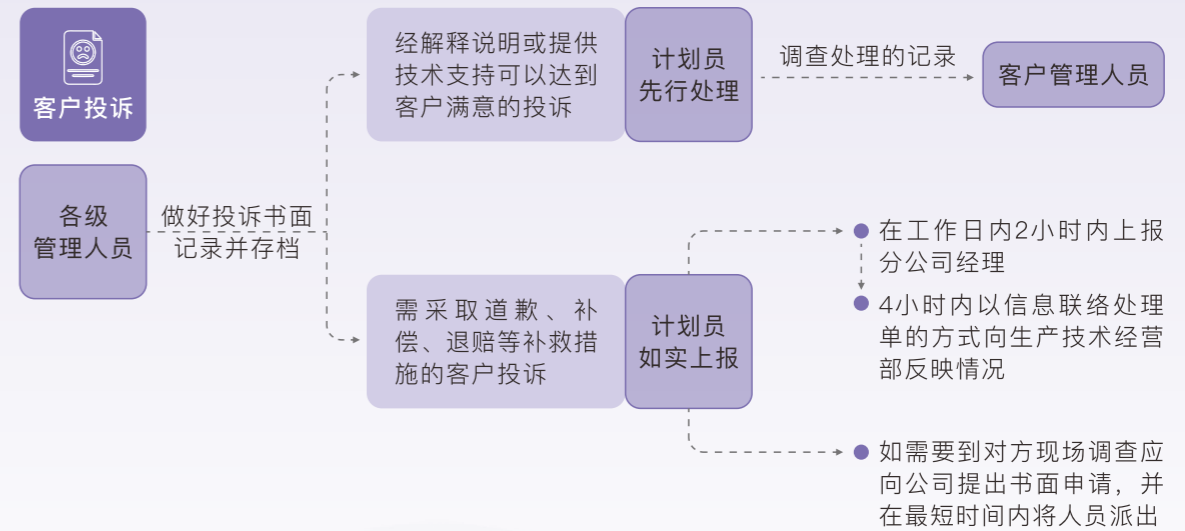 客户投诉
各级
管理人员
做好投诉书面
记录并存档
经解释说明或提供
技术支持可以达到
客户满意的投诉
计划员
先行处理
调查处理的记录
客户管理人员
需采取道歉、补
偿、退赔等补救措
施的客户投诉
计划员
如实上报
在工作日内2小时内上报
分公司经理
4小时内以信息联络处理
单的方式向生产技术经营
部反映情况
如需要到对方现场调查应
向公司提出书面申请，并
在最短时间内将人员派出